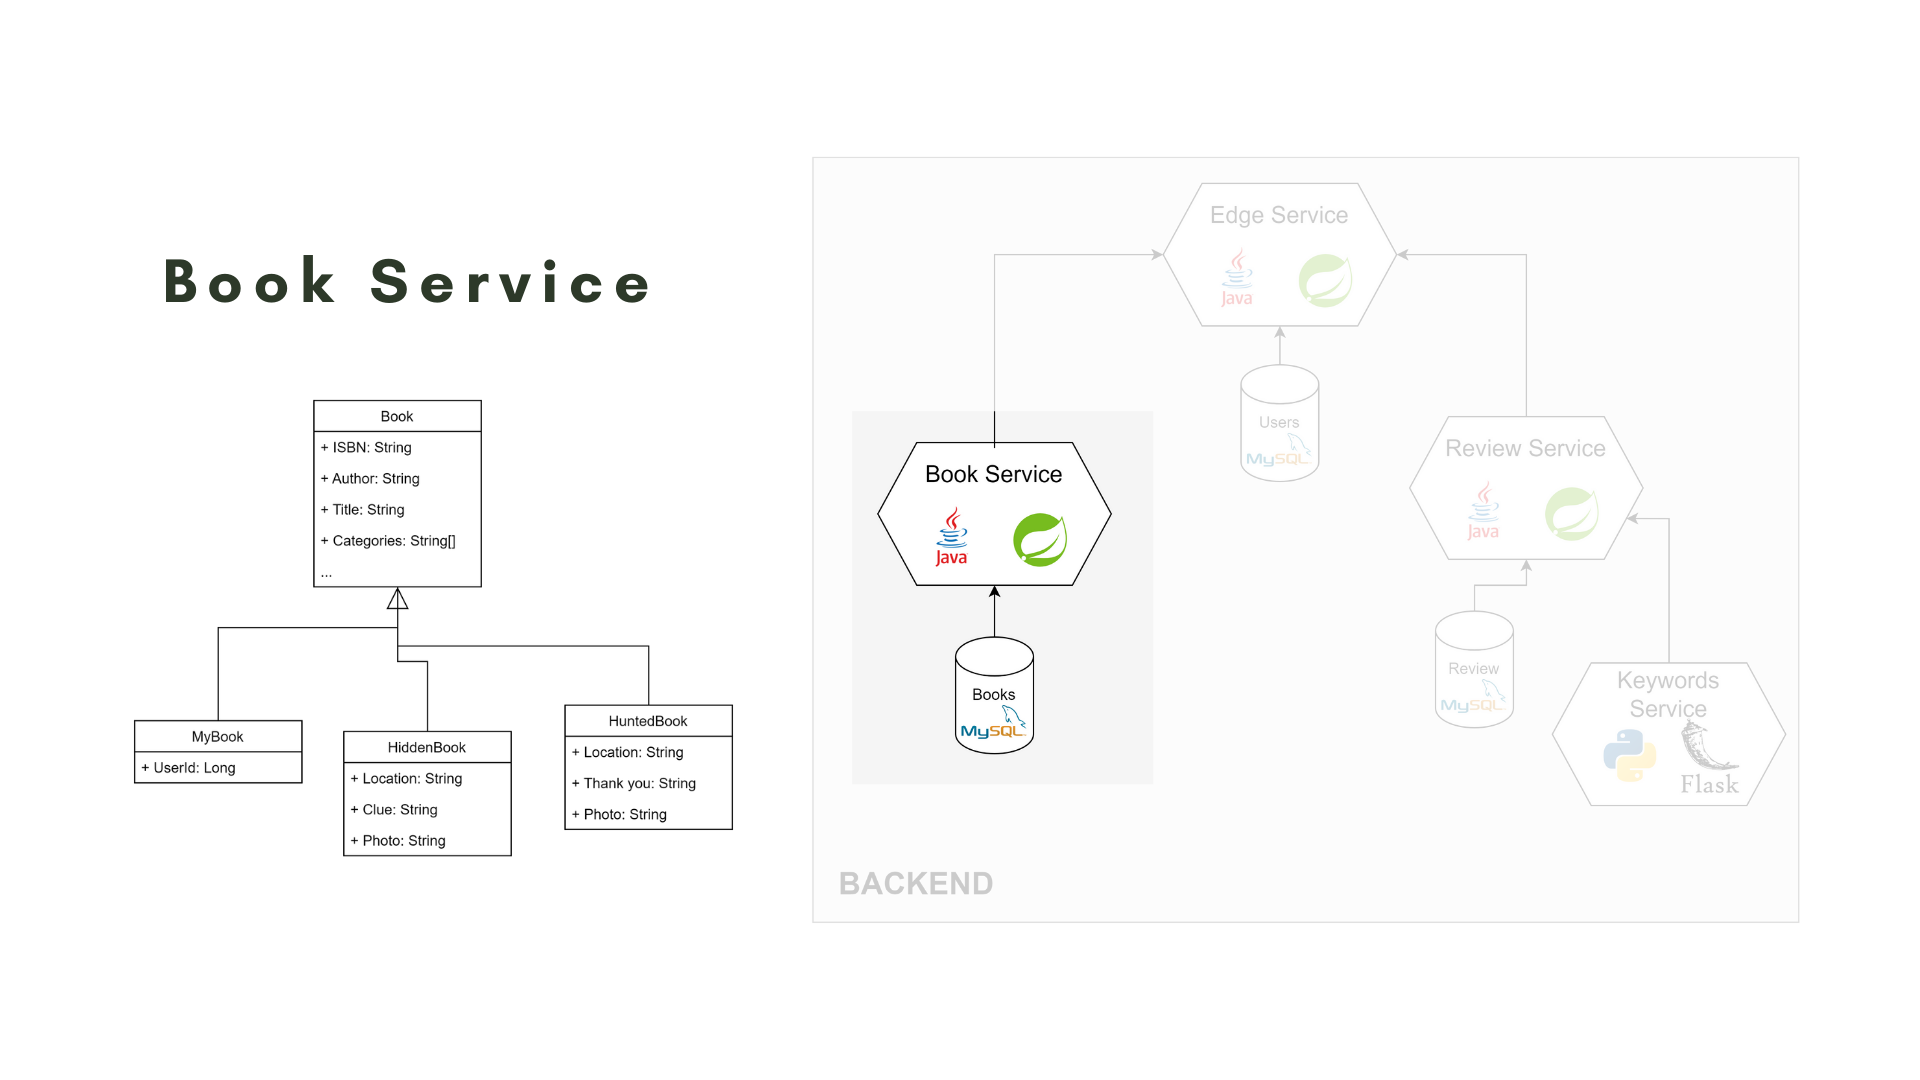 Book Service
Book
+ ISBN: String
+ Author: String
+ Title: String
+ Categories: String[]
...
MyBook
+ UserId: Long
HiddenBook
+ Location: String
+ Clue: String
+ Photo: String
HuntedBook
+ Location: String
+ Thank you: String
+ Photo: String
Edge Service
Java
Users
MySQL
Book Service
Java
Books
MySQL
Review Service
Java
Review
MySQL
Keywords
Service
Flask
BACKEND